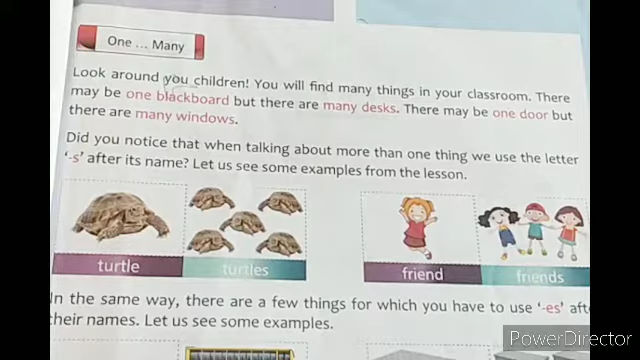 One ... Many
Look around you children! You will find many things in your classroom. There
may be one blackboard but there are many desks. There may be one door but
there are many windows.
Did you notice that when talking about more than one thing we use the letter
‘-s’ after its name? Let us see some examples from the lesson.
turtle
turtles
friend
friends
In the same way, there are a few things for which you have to use ‘-es’ aft
their names. Let us see some examples.
PowerDirector